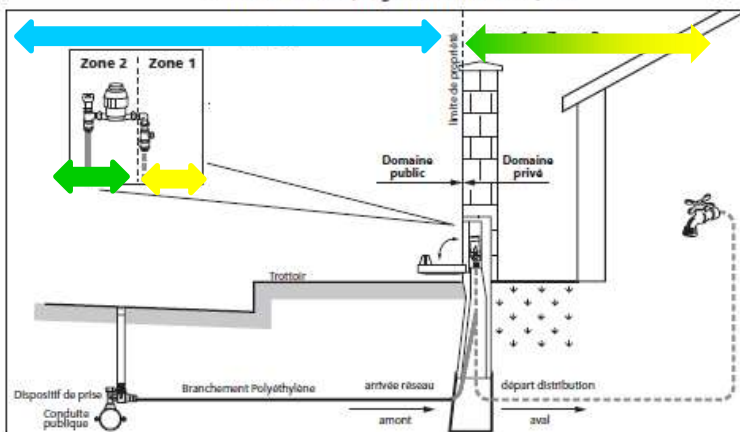 Zone 2
Zone 1
limite de propriété
Domaine public
Domaine privé
Trottoir
Dispositif de prise
Conduite publique
Branchement Polyéthylène
arrivée réseau
amont
départ distribution
aval